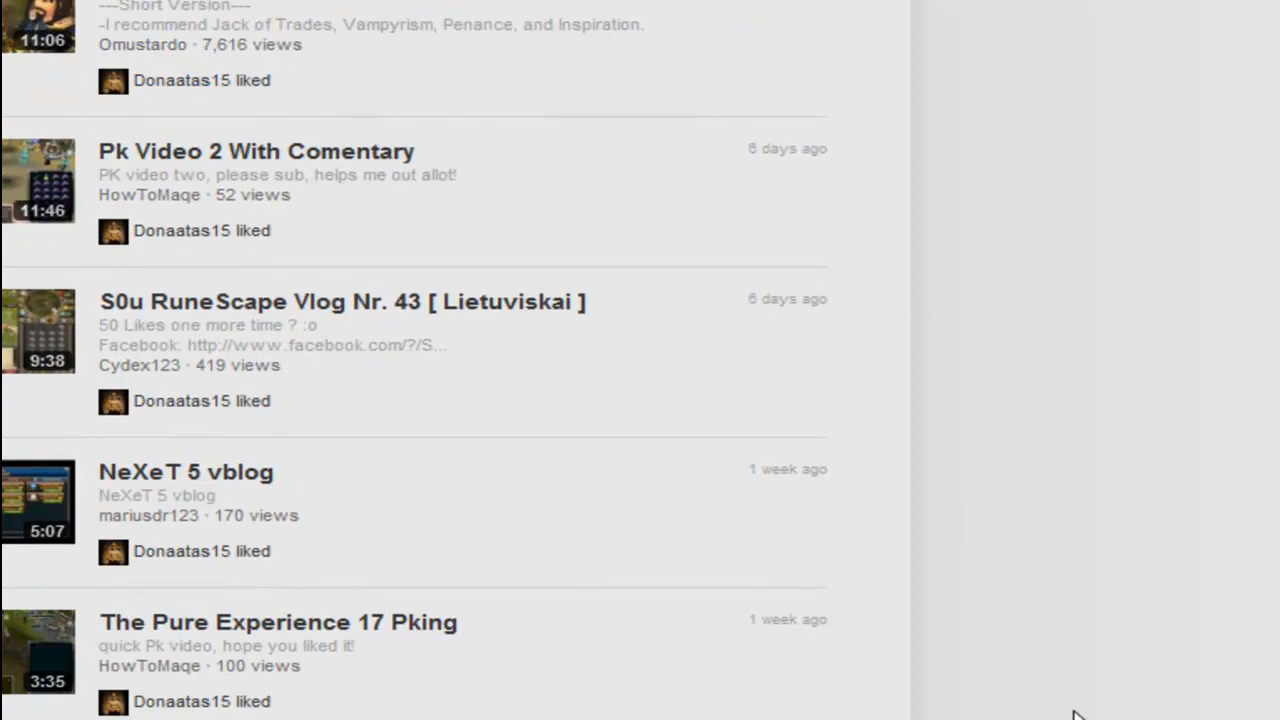 ---Short Version---
-I recommend Jack of Trades, Vampyrism, Penance, and Inspiration.
11:06
Omustardo · 7,616 views
Donaatas15 liked
Pk Video 2 With Comentary
6 days ago
PK video two, please sub, helps me out allot!
HowToMaqe · 52 views
11:46
Donaatas15 liked
S0u RuneScape Vlog Nr. 43 [ Lietuviskai ]
6 days ago
50 Likes one more time ? :o
Facebook: http://www.facebook.com/?/S...
9:38
Cydex123 · 419 views
Donaatas15 liked
NeXeT 5 vblog
1 week ago
NeXeT 5 vblog
mariusdr123 · 170 views
5:07
Donaatas15 liked
The Pure Experience 17 Pking
1 week ago
quick Pk video, hope you liked it!
HowToMaqe · 100 views
3:35
Donaatas15 liked